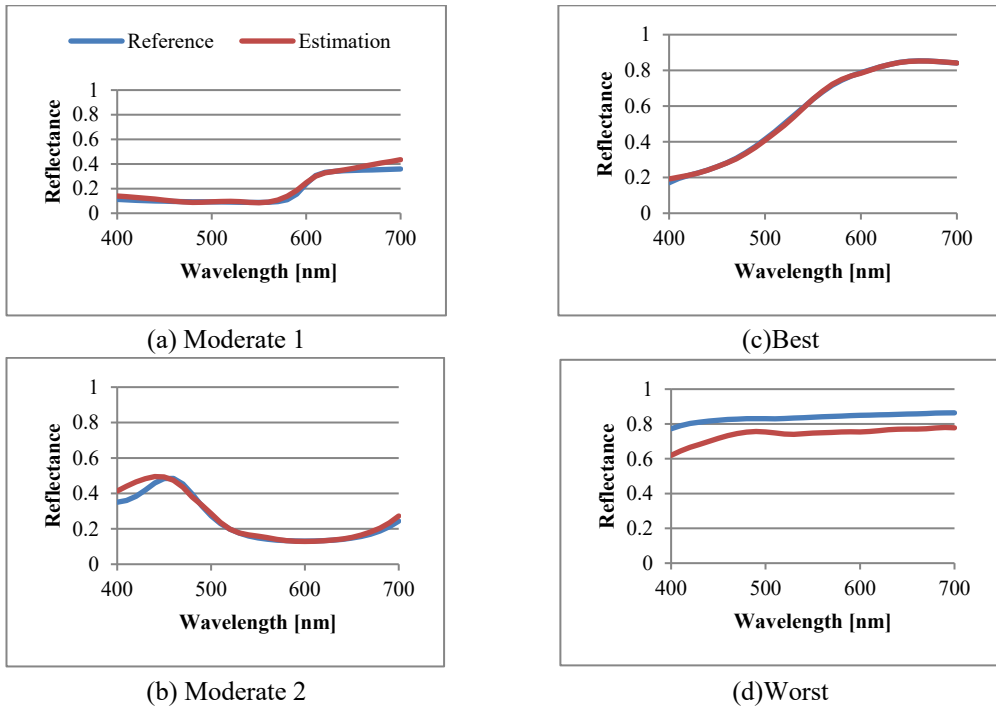 Reference Estimation
1
0.8
0.6
0.4
0.2
0
Reflectance
400 500 600 700
Wavelength [nm]
(a) Moderate 1
1
0.8
0.6
0.4
0.2
0
Reflectance
400 500 600 700
Wavelength [nm]
(c)Best
1
0.8
0.6
0.4
0.2
0
Reflectance
400 500 600 700
Wavelength [nm]
(b) Moderate 2
1
0.8
0.6
0.4
0.2
0
Reflectance
400 500 600 700
Wavelength [nm]
(d)Worst